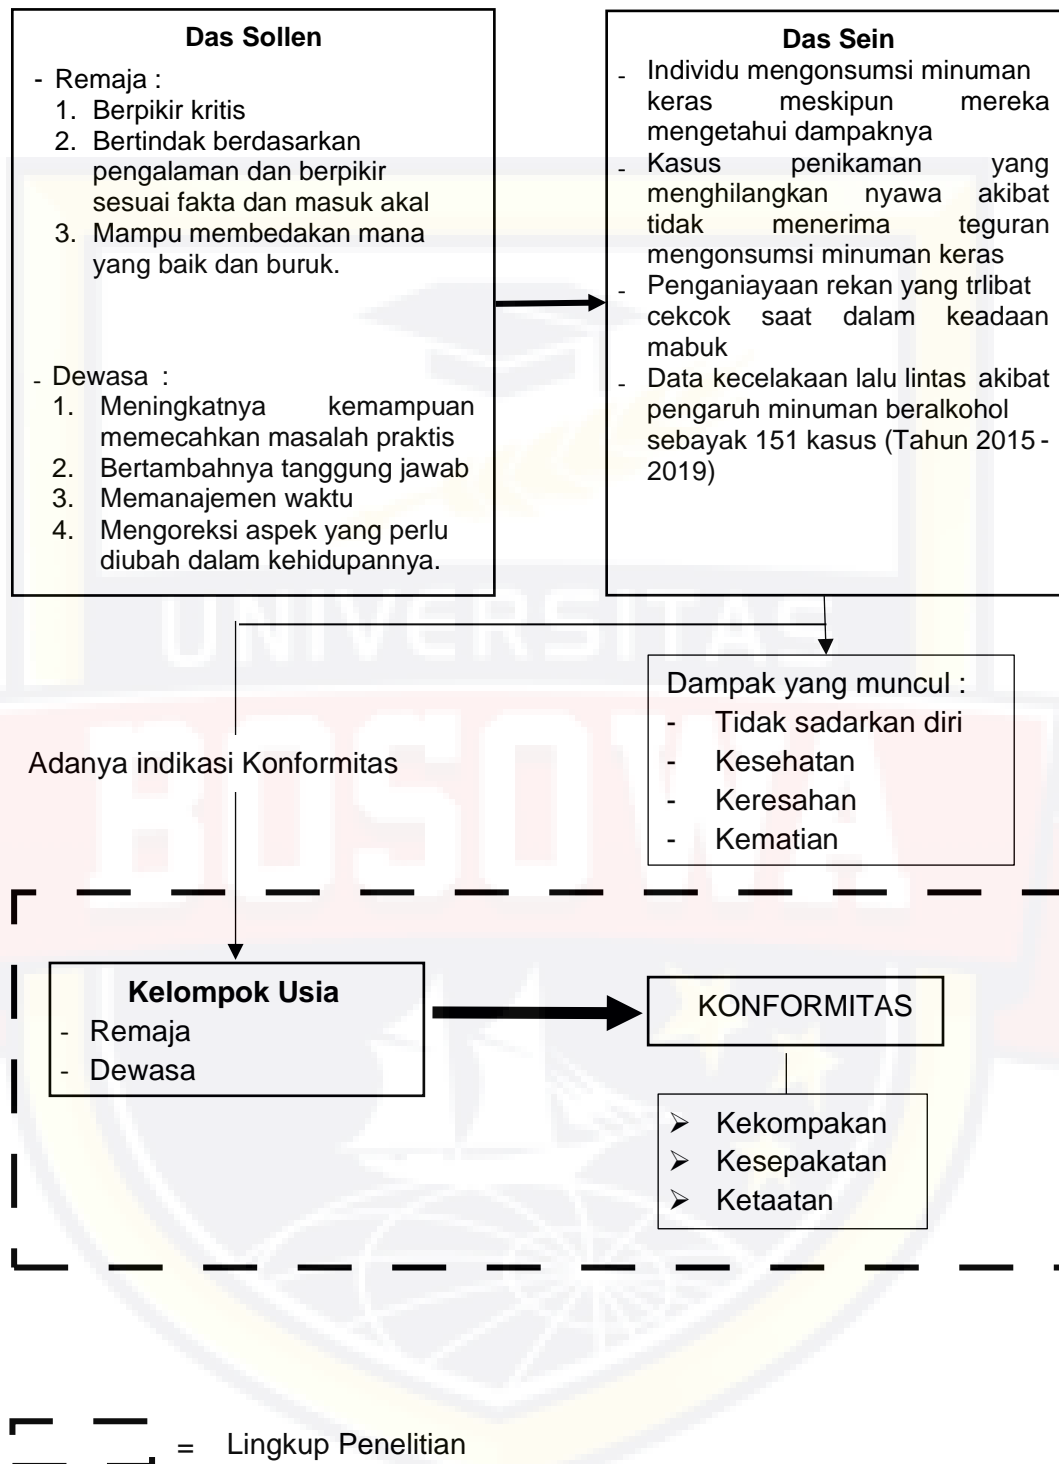 Das Sollen
- Remaja :
1. Berpikir kritis
2. Bertindak berdasarkan
pengalaman dan berpikir
sesuai fakta dan masuk akal
3. Mampu membedakan mana
yang baik dan buruk.
- Dewasa :
1. Meningkatnya kemampuan
memecahkan masalah praktis
2. Bertambahnya tanggung jawab
3. Memanajemen waktu
4. Mengoreksi aspek yang perlu
diubah dalam kehidupannya.
Das Sein
- Individu mengonsumsi minuman
keras meskipun mereka
mengetahui dampaknya
- Kasus penikaman yang
menghilangkan nyawa akibat
tidak menerima teguran
mengonsumsi minuman keras
- Penganiayaan rekan yang trlibat
cekcok saat dalam keadaan
mabuk
- Data kecelakaan lalu lintas akibat
pengaruh minuman beralkohol
sebayak 151 kasus (Tahun 2015 -
2019)
UNIVERSITAS
BOSOWA
Dampak yang muncul :
- Tidak sadarkan diri
- Kesehatan
- Keresahan
- Kematian
Adanya indikasi Konformitas
Kelompok Usia
- Remaja
- Dewasa
KONFORMITAS
➢ Kekompakan
➢ Kesepakatan
➢ Ketaatan
= Lingkup Penelitian